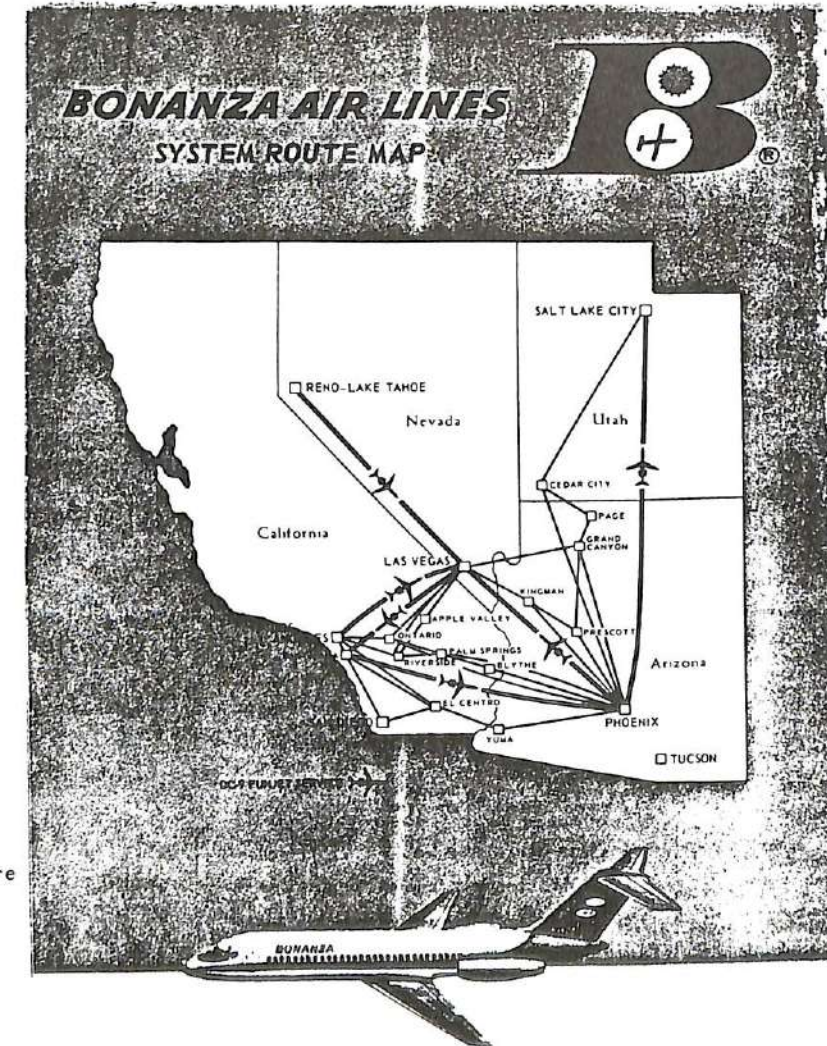 BONANZA AIR LINES
SYSTEM ROUTE MAP
B
®
SALT LAKE CITY
RENO-LAKE TAHOE
Nevada
Utah
CEDAR CITY
PAGE
California
GRAND
CANYON
LAS VEGAS
KINGMAN
APPLE VALLEY
PRESCOTT
ONTARIO
PALM SPRINGS
RIVERSIDE
BLYTHE
Arizona
EL CENTRO
PHOENIX
YUMA
TUCSON
SERVICE
BONANZA